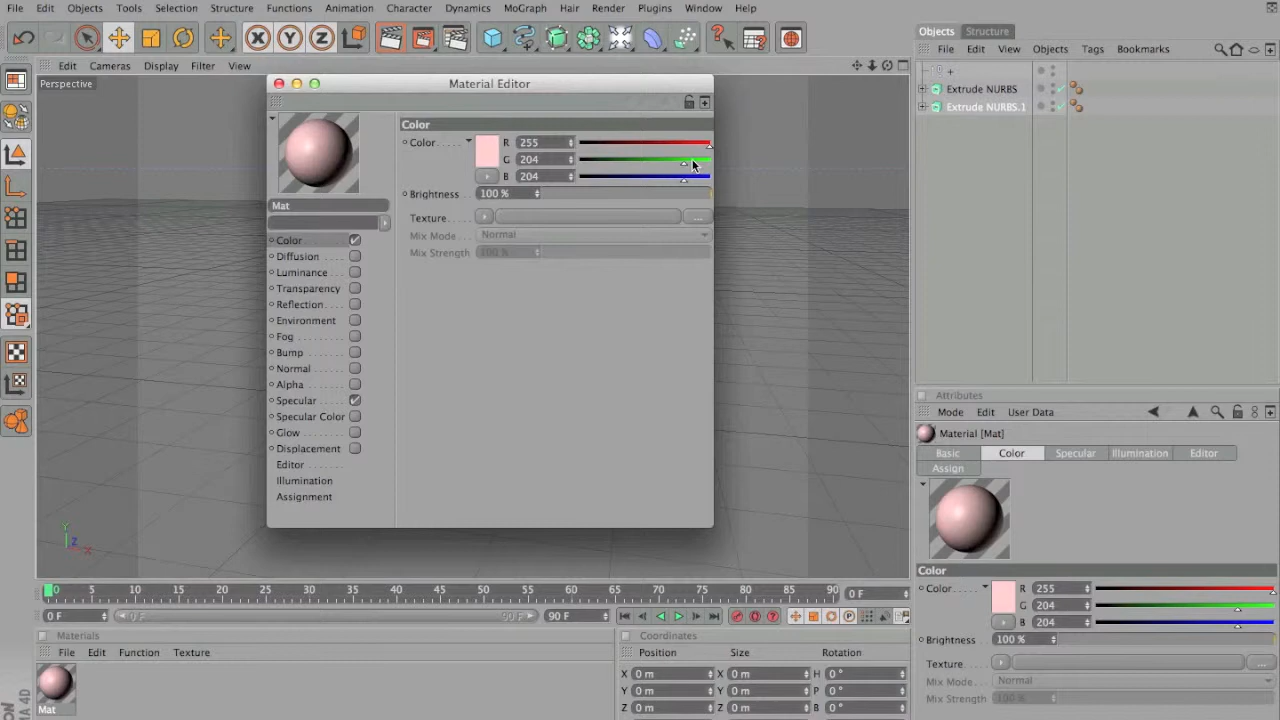 File Edit Objects Tools Selection Structure Functions Animation Character Dynamics MoGraph Hair Render Plugins Window Help
Objects Structure
File Edit View Objects Tags Bookmarks
Edit Cameras Display Filter View
Perspective
Material Editor
Extrude NURBS
Extrude NURBS.1
Color
Color R 255
G 204
B 204
Brightness 100 %
Texture ...
Mix Mode Normal
Mix Strength 100 %
Mat
Color
Diffusion
Luminance
Transparency
Reflection
Environment
Fog
Bump
Normal
Alpha
Specular
Specular Color
Glow
Displacement
Editor
Illumination
Assignment
Y
Z
X
Attributes
Mode Edit User Data
Material [Mat]
Basic Color Specular Illumination Editor
Assign
Color
Color R 255
G 204
B 204
Brightness 100 %
Texture ...
Mix Mode Normal
Mix Strength 100 %
0 5 10 15 20 25 30 35 40 45 50 55 60 65 70 75 80 85 90 0 F
0 F 0 F 90 F 90 F
Materials
File Edit Function Texture
Mat
Coordinates
Position Size Rotation
X 0 m X 0 m H 0 °
Y 0 m Y 0 m P 0 °
Z 0 m Z 0 m B 0 °